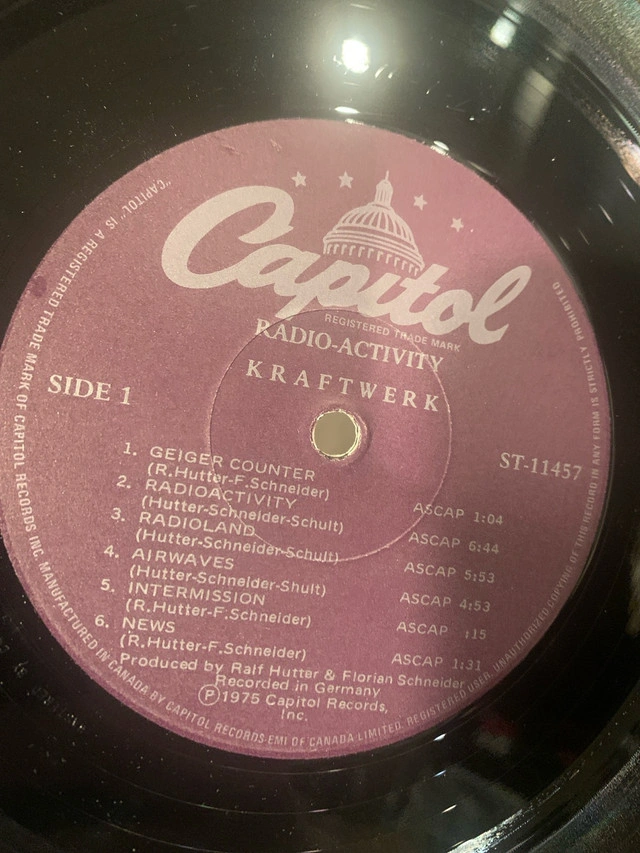 Capitol
REGISTERED TRADE MARK
RADIO-ACTIVITY
KRAFTWERK
SIDE 1
ST-11457
1. GEIGER COUNTER
(R.Hutter-F.Schneider) ASCAP 1:04
2. RADIOACTIVITY
(Hutter-Schneider-Schult) ASCAP 6:44
3. RADIOLAND
(Hutter-Schneider-Schult) ASCAP 5:53
4. AIRWAVES
(Hutter-Schneider-Shult) ASCAP 4:53
5. INTERMISSION
(R.Hutter-F.Schneider) ASCAP :15
6. NEWS
(R.Hutter-F.Schneider) ASCAP 1:31
Produced by Ralf Hutter & Florian Schneider
Recorded in Germany
Ⓟ1975 Capitol Records,
Inc.
"CAPITOL" IS A REGISTERED TRADE MARK OF CAPITOL RECORDS INC. MANUFACTURED IN CANADA BY CAPITOL RECORDS-EMI OF CANADA LIMITED. REGISTERED USER. UNAUTHORIZED COPYING OF THIS RECORD IN ANY FORM IS STRICTLY PROHIBITED